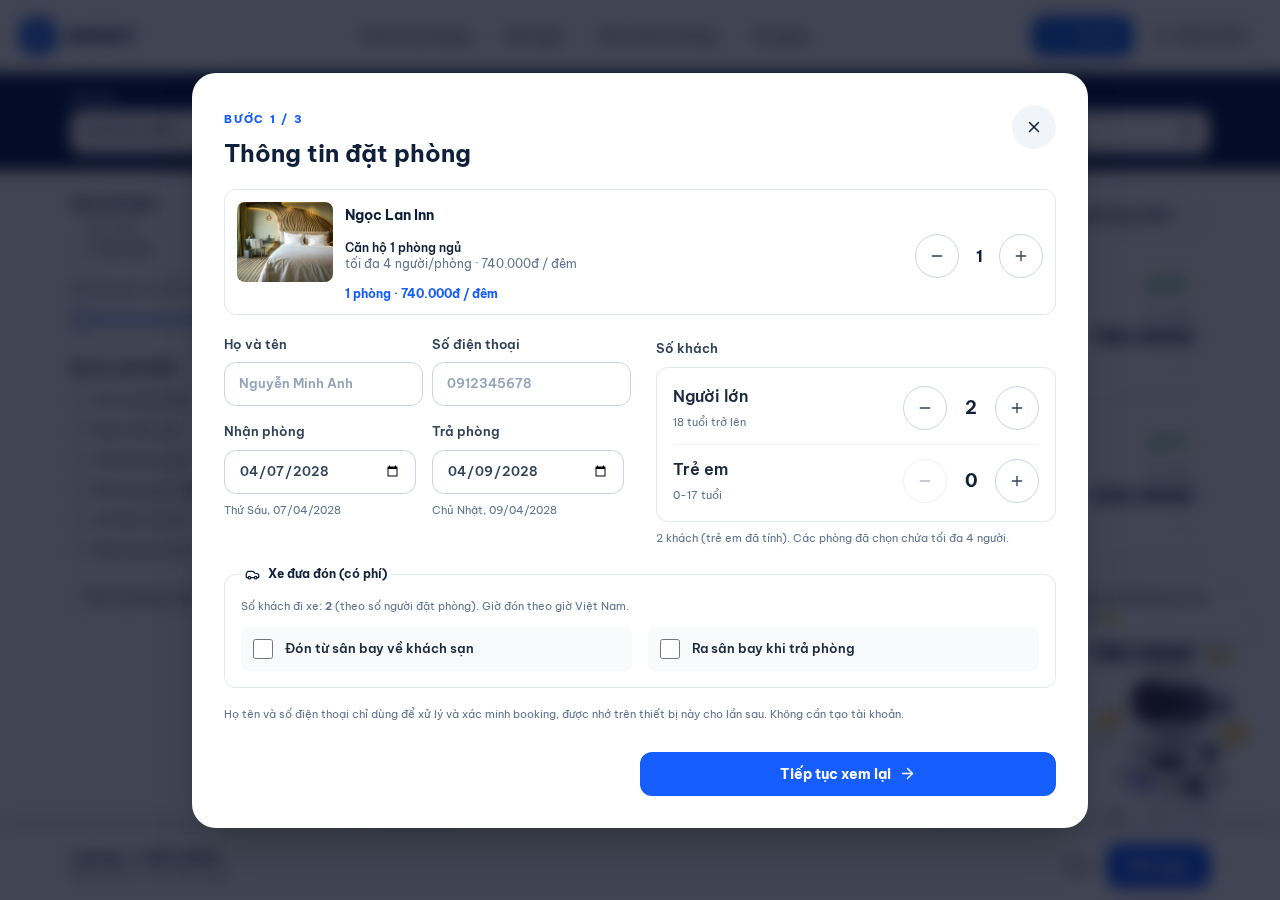 BƯỚC 1 / 3
Thông tin đặt phòng
Ngọc Lan Inn
Căn hộ 1 phòng ngủ
tối đa 4 người/phòng · 740.000đ / đêm
1 phòng · 740.000đ / đêm
1
Họ và tên
Số điện thoại
Nguyễn Minh Anh
0912345678
Nhận phòng
Trả phòng
04/07/2028
04/09/2028
Thứ Sáu, 07/04/2028
Chủ Nhật, 09/04/2028
Số khách
Người lớn
18 tuổi trở lên
2
Trẻ em
0-17 tuổi
0
2 khách (trẻ em đã tính). Các phòng đã chọn chứa tối đa 4 người.
Xe đưa đón (có phí)
Số khách đi xe: 2 (theo số người đặt phòng). Giờ đón theo giờ Việt Nam.
Đón từ sân bay về khách sạn
Ra sân bay khi trả phòng
Họ tên và số điện thoại chỉ dùng để xử lý và xác minh booking, được nhớ trên thiết bị này cho lần sau. Không cần tạo tài khoản.
Tiếp tục xem lại